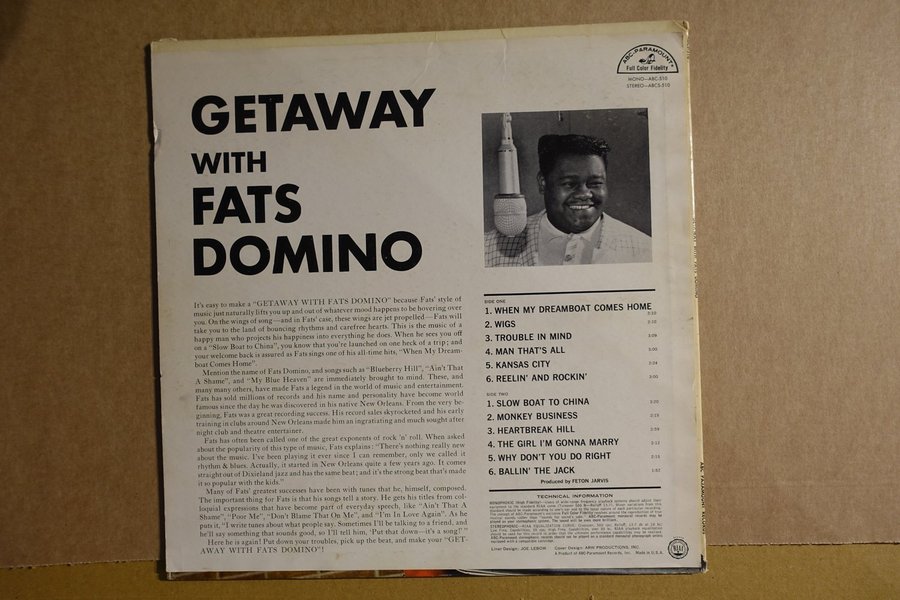 ABC-PARAMOUNT
Full Color Fidelity
MONO—ABC-510
STEREO—ABCS-510
GETAWAY
WITH
FATS
DOMINO
It's easy to make a "GETAWAY WITH FATS DOMINO" because Fats' style of
music just naturally lifts you up and out of whatever mood happens to be hovering over
you. On the wings of song—and in Fats' case, these wings are jet propelled—Fats will
take you to the land of bouncing rhythms and carefree hearts. This is the music of a
happy man who projects his happiness into everything he does. When he sees you off
on a "Slow Boat to China", you know that you're launched on one heck of a trip; and
your welcome back is assured as Fats sings one of his all-time hits, "When My Dream-
boat Comes Home".
Mention the name of Fats Domino, and songs such as "Blueberry Hill", "Ain't That
A Shame", and "My Blue Heaven" are immediately brought to mind. These, and
many many others, have made Fats a legend in the world of music and entertainment.
Fats has sold millions of records and his name and personality have become world
famous since the day he was discovered in his native New Orleans. From the very be-
ginning, Fats was a great recording success. His record sales skyrocketed and his early
training in clubs around New Orleans made him an ingratiating and much sought after
night club and theatre entertainer.
Fats has often been called one of the great exponents of rock 'n' roll. When asked
about the popularity of this type of music, Fats explains: "There's nothing really new
about the music. I've been playing it ever since I can remember, only we called it
rhythm & blues. Actually, it started in New Orleans quite a few years ago. It comes
straight out of Dixieland jazz and has the same beat; and it's the strong beat that's made
it so popular with the kids."
Many of Fats' greatest successes have been with tunes that he, himself, composed.
The important thing for Fats is that his songs tell a story. He gets his titles from col-
loquial expressions that have become part of everyday speech, like "Ain't That A
Shame", "Poor Me", "Don't Blame That On Me", and "I'm In Love Again". As he
puts it, "I write tunes about what people say. Sometimes I'll be talking to a friend, and
he'll say something that sounds good, so I'll tell him, 'Put that down—it's a song!'"
Here he is again! Put down your troubles, pick up the beat, and make your "GET-
AWAY WITH FATS DOMINO"!
SIDE ONE
1. WHEN MY DREAMBOAT COMES HOME
2. WIGS
3. TROUBLE IN MIND
4. MAN THAT'S ALL
5. KANSAS CITY
6. REELIN' AND ROCKIN'
SIDE TWO
1. SLOW BOAT TO CHINA
2. MONKEY BUSINESS
3. HEARTBREAK HILL
4. THE GIRL I'M GONNA MARRY
5. WHY DON'T YOU DO RIGHT
6. BALLIN' THE JACK
Produced by FETON JARVIS
TECHNICAL INFORMATION
Liner Design: JOE LEBOW Cover Design: ARW PRODUCTIONS, INC.
A Product of ABC-Paramount Records, Inc. Made in U.S.A.